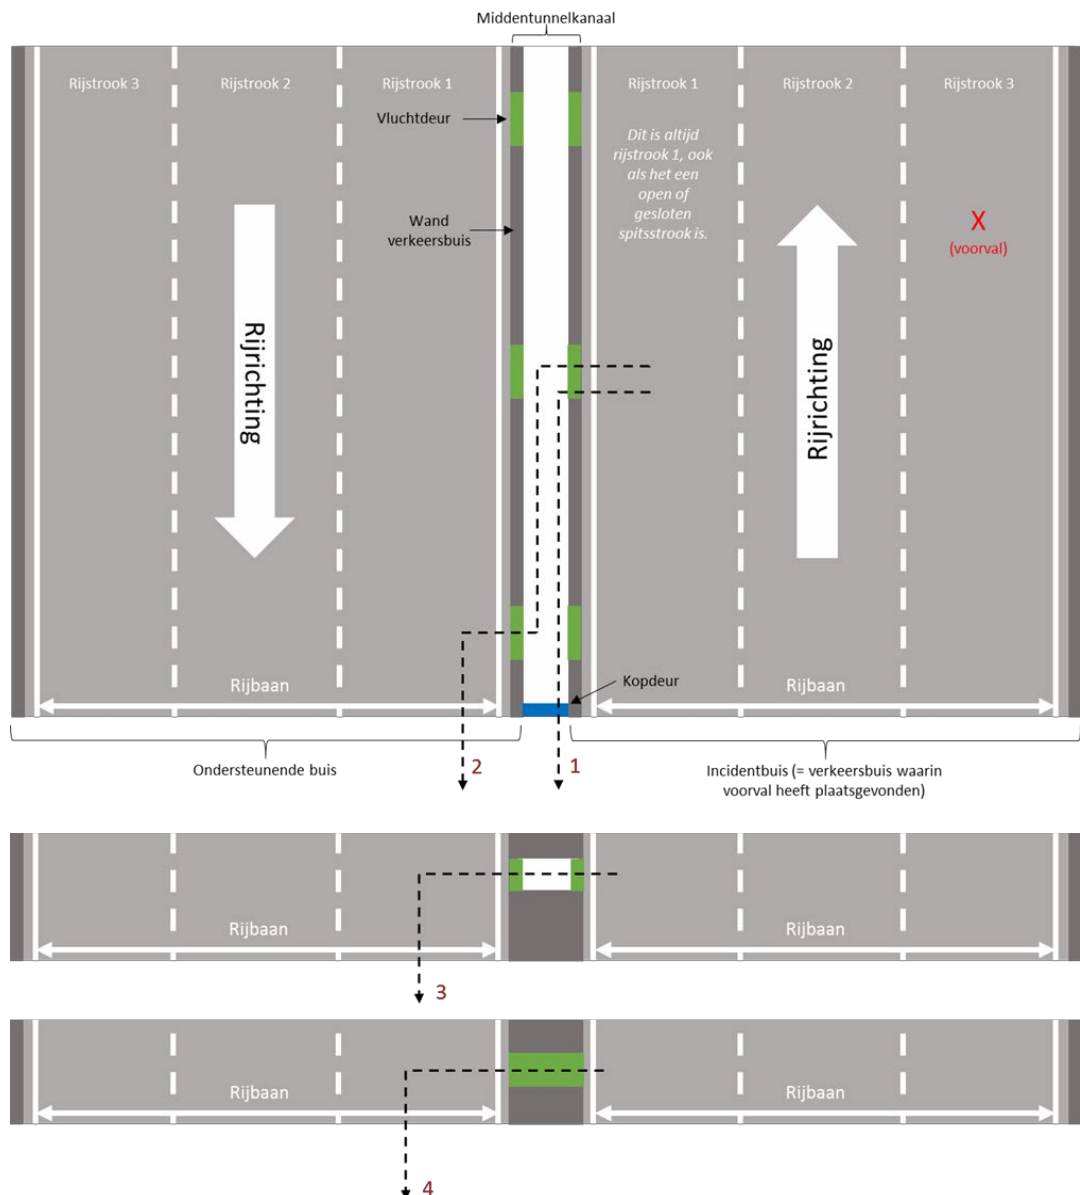 Middentunnelkanaal
Rijstrook 3
Rijstrook 2
Rijstrook 1
Rijstrook 1
Rijstrook 2
Rijstrook 3
Vluchtdeur
Dit is altijd
rijstrook 1, ook
als het een
open of
gesloten
spitsstrook is.
Wand
verkeersbuis
X
(voorval)
Rijrichting
Rijrichting
Kopdeur
Rijbaan
Rijbaan
2
1
Ondersteunende buis
Incidentbuis (= verkeersbuis waarin
voorval heeft plaatsgevonden)
Rijbaan
Rijbaan
3
Rijbaan
Rijbaan
4